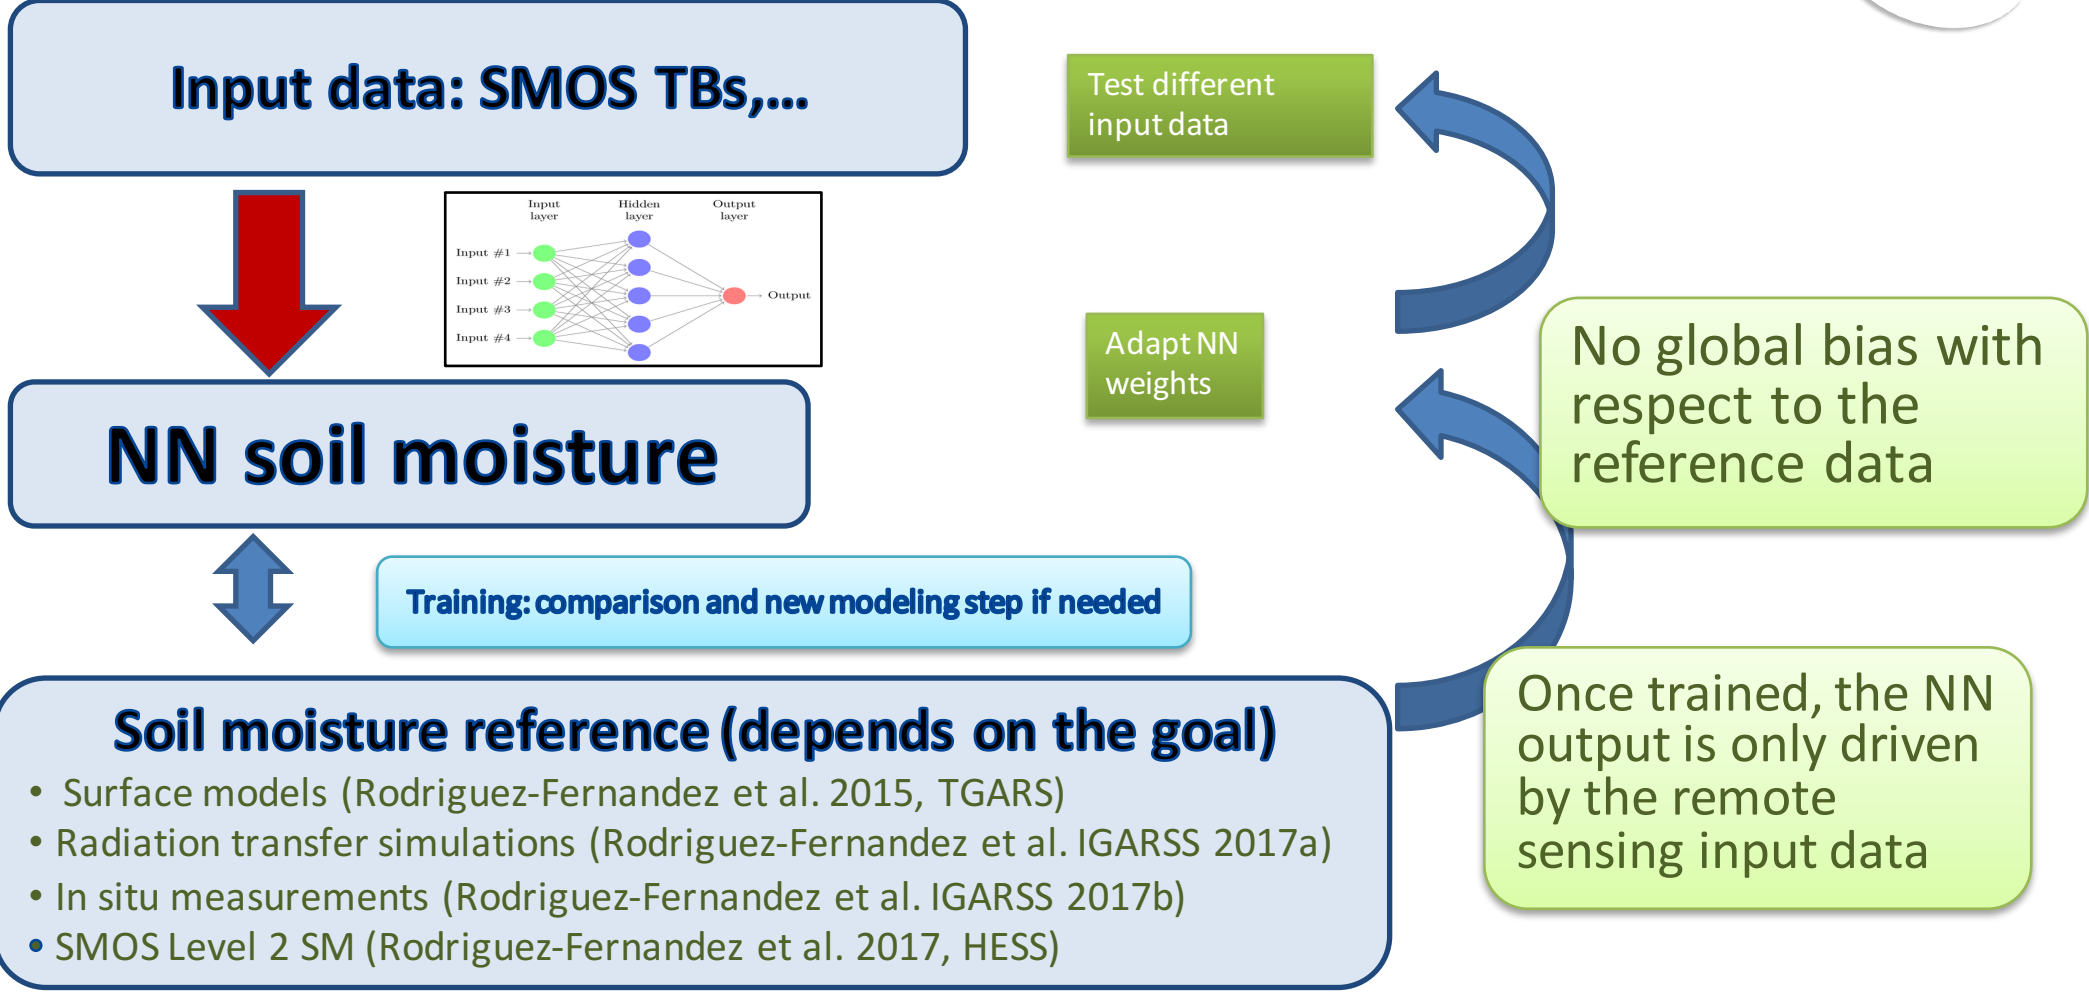 Input data: SMOS TBs,...
Test different
input data
Input
layer
Hidden
layer
Output
layer
Input #1
Input #2
Input #3
Input #4
Output
Adapt NN
weights
No global bias with
respect to the
reference data
NN soil moisture
Training: comparison and new modeling step if needed
Once trained, the NN
output is only driven
by the remote
sensing input data
Soil moisture reference (depends on the goal)
• Surface models (Rodriguez-Fernandez et al. 2015, TGARS)
• Radiation transfer simulations (Rodriguez-Fernandez et al. IGARSS 2017a)
• In situ measurements (Rodriguez-Fernandez et al. IGARSS 2017b)
• SMOS Level 2 SM (Rodriguez-Fernandez et al. 2017, HESS)